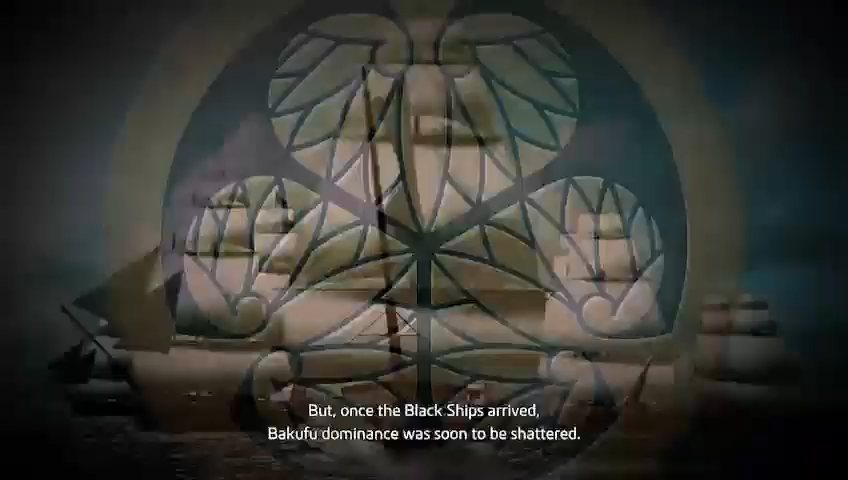 But, once the Black Ships arrived,
Bakufu dominance was soon to be shattered.